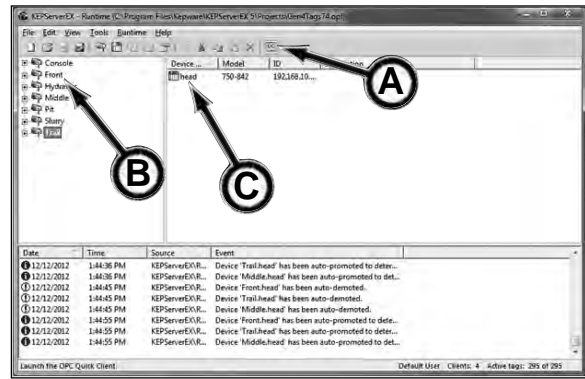 KEPServerEX - Runtime (C:\Program Files\Kepware\KEPServerEX 5\Projects\Gen4Tags74.opf)
File Edit View Tools Runtime Help
Console
Front
Middle
Pit
Slurry
Trail
Device ... Model ID
head 750-842 192.168.10....
A
B
C
Date Time Source Event
12/12/2012 1:44:36 PM KEPServerEX\R... Device 'Trail.head' has been auto-promoted to deter...
12/12/2012 1:44:36 PM KEPServerEX\R... Device 'Middle.head' has been auto-promoted to det...
12/12/2012 1:44:45 PM KEPServerEX\R... Device 'Front.head' has been auto-demoted.
12/12/2012 1:44:45 PM KEPServerEX\R... Device 'Trail.head' has been auto-demoted.
12/12/2012 1:44:45 PM KEPServerEX\R... Device 'Middle.head' has been auto-demoted.
12/12/2012 1:44:55 PM KEPServerEX\R... Device 'Front.head' has been auto-promoted to dete...
12/12/2012 1:44:55 PM KEPServerEX\R... Device 'Trail.head' has been auto-promoted to deter...
12/12/2012 1:44:55 PM KEPServerEX\R... Device 'Middle.head' has been auto-promoted to det...
Launch the OPC Quick Client. Default User Clients: 4 Active tags: 295 of 295